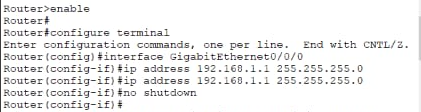 Router>enable
Router#
Router#configure terminal
Enter configuration commands, one per line.  End with CNTL/Z.
Router(config)#interface GigabitEthernet0/0/0
Router(config-if)#ip address 192.168.1.1 255.255.255.0
Router(config-if)#ip address 192.168.1.1 255.255.255.0
Router(config-if)#no shutdown
Router(config-if)#